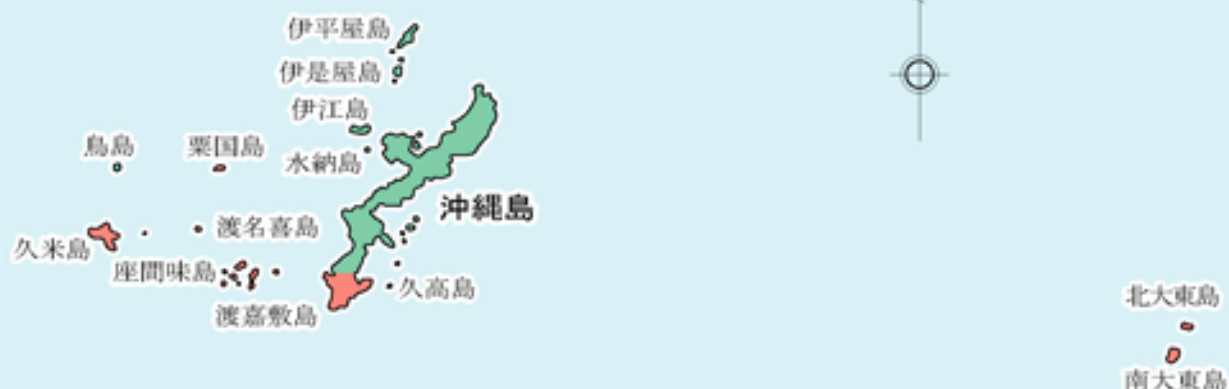 伊平屋島
伊是屋島
伊江島
鳥島
粟国島
水納島
沖縄島
渡名喜島
久米島
座間味島
久高島
渡嘉敷島
北大東島
南大東島